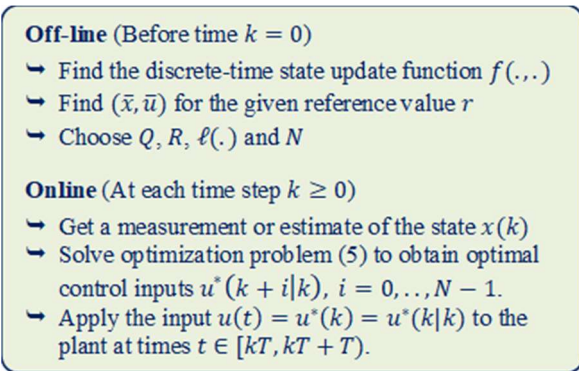 Off-line (Before time k = 0)
➥ Find the discrete-time state update function f(.,.)
➥ Find (x̄, ū) for the given reference value r
➥ Choose Q, R, ℓ(.) and N
Online (At each time step k ≥ 0)
➥ Get a measurement or estimate of the state x(k)
➥ Solve optimization problem (5) to obtain optimal
control inputs u*(k + i|k), i = 0,..,N − 1.
➥ Apply the input u(t) = u*(k) = u*(k|k) to the
plant at times t ∈ [kT, kT + T).